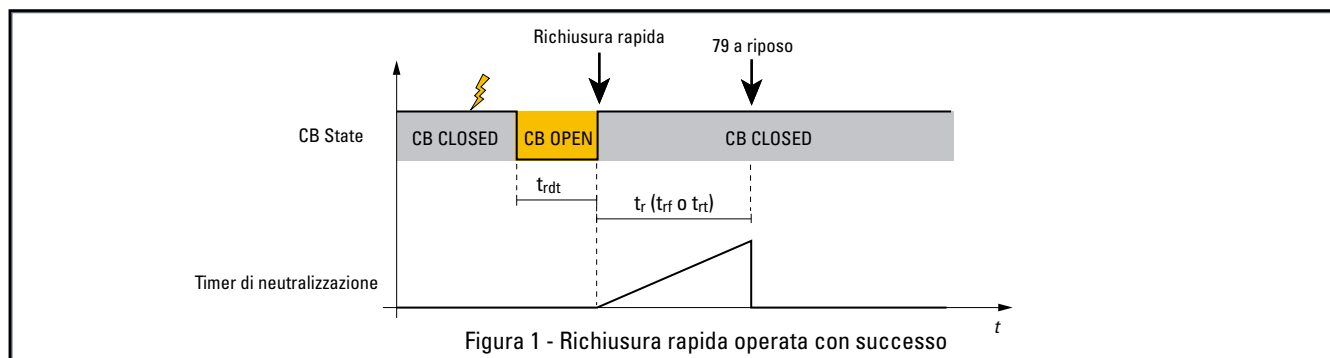 Richiusura rapida
79 a riposo
CB State
CB CLOSED
CB OPEN
CB CLOSED
trdt
tr (trf o trt)
Timer di neutralizzazione
t
Figura 1 - Richiusura rapida operata con successo